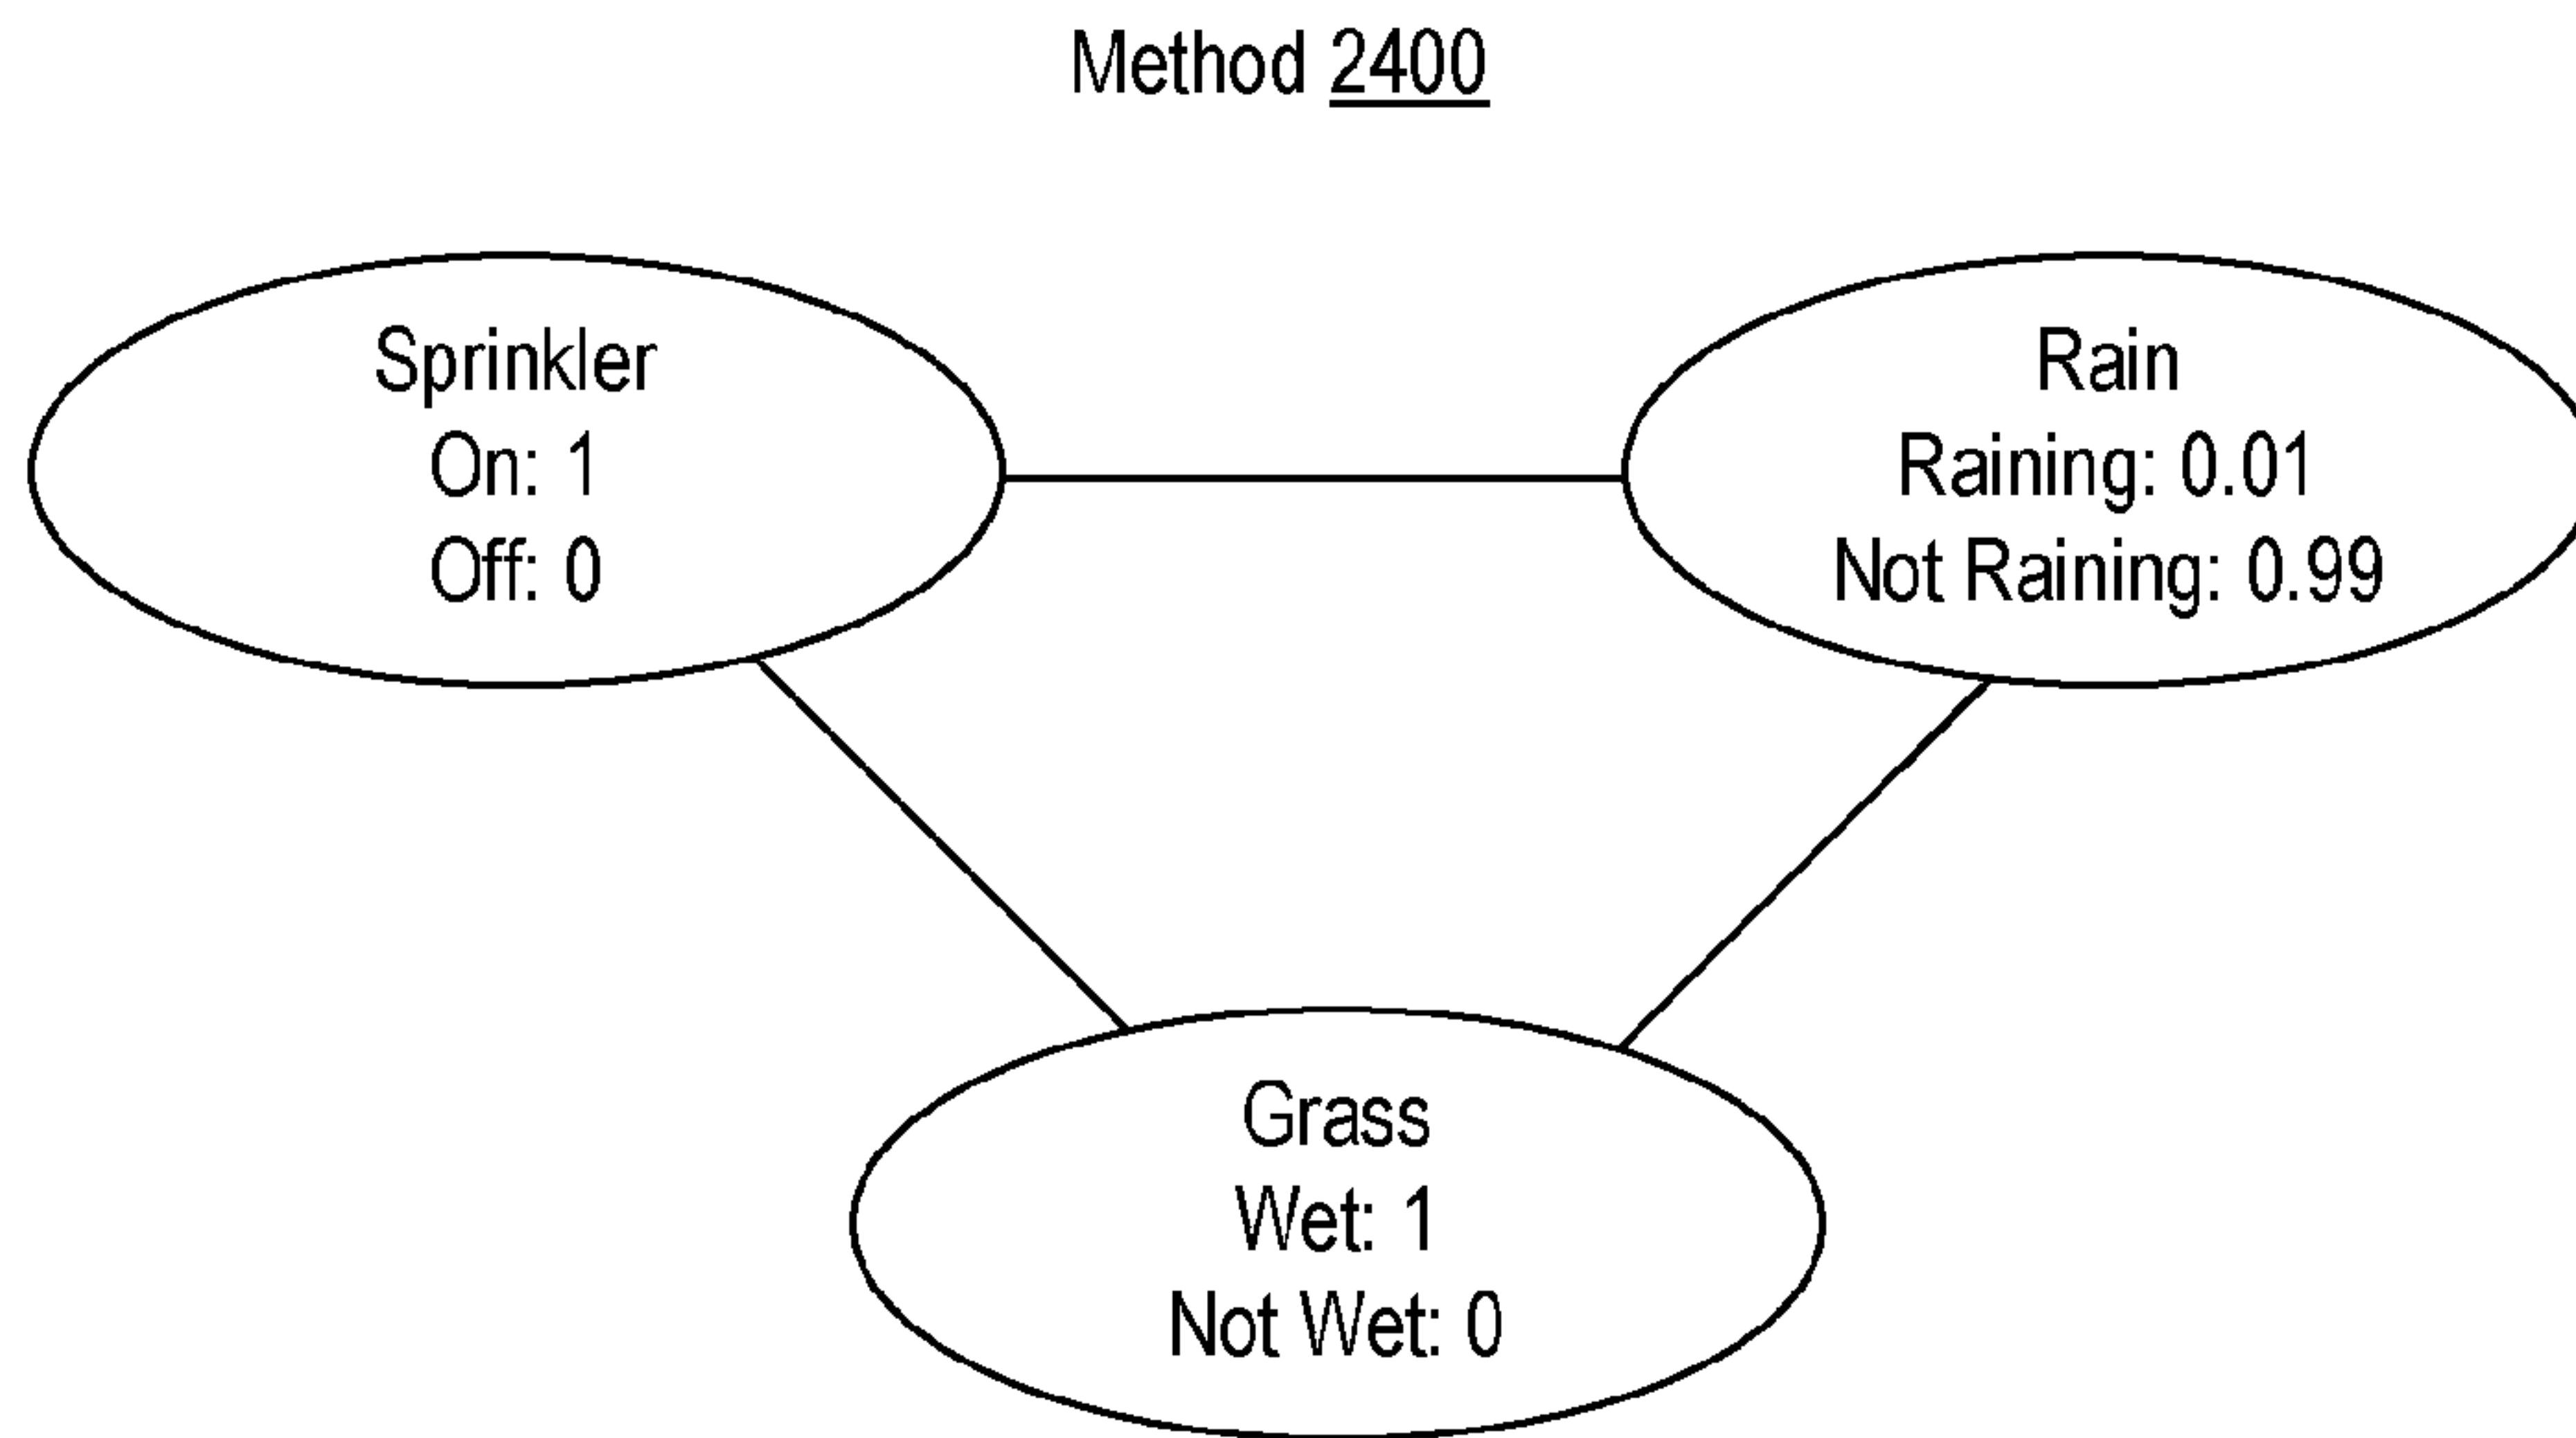 Method 2400
Sprinkler
On: 1
Off: 0
Rain
Raining: 0.01
Not Raining: 0.99
Grass
Wet: 1
Not Wet: 0